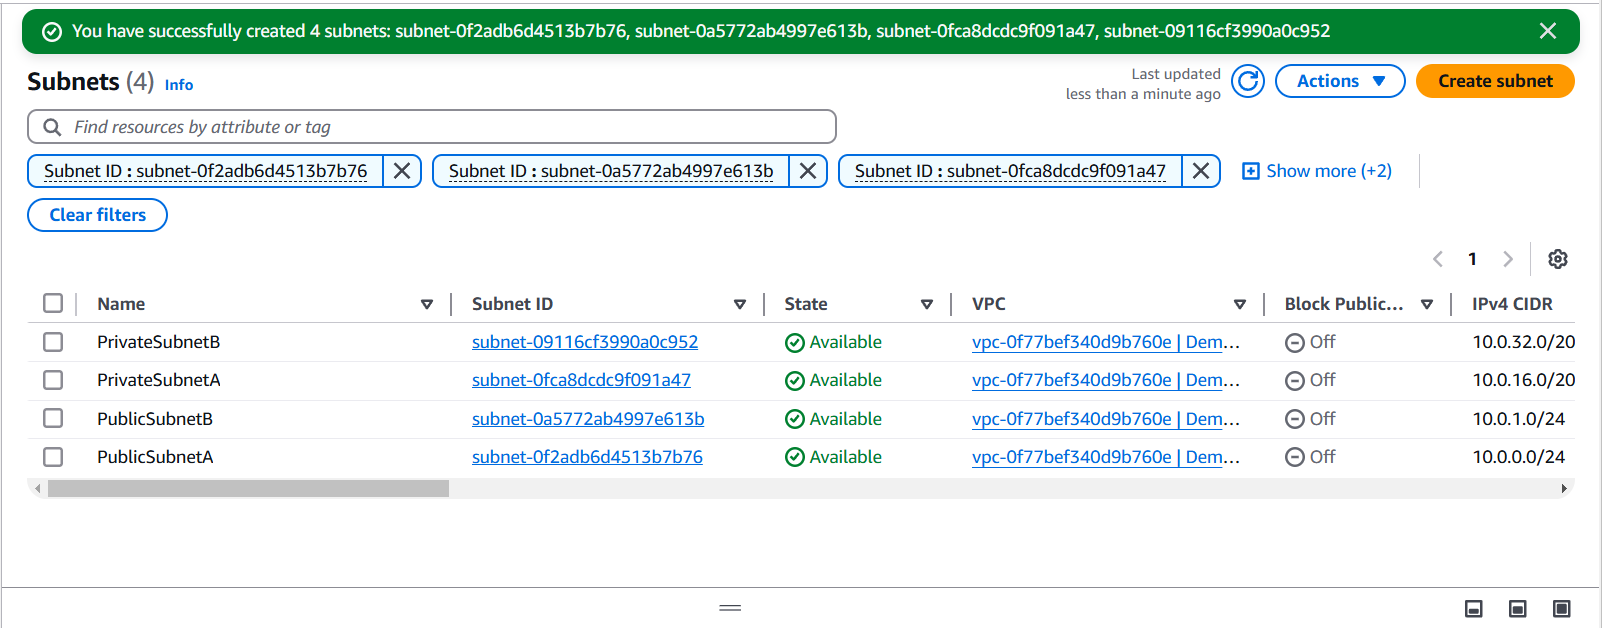 You have successfully created 4 subnets: subnet-0f2adb6d4513b7b76, subnet-0a5772ab4997e613b, subnet-0fca8dcdc9f091a47, subnet-09116cf3990a0c952
Subnets (4) Info
Last updated
less than a minute ago
Actions
Create subnet
Find resources by attribute or tag
Subnet ID : subnet-0f2adb6d4513b7b76
Subnet ID : subnet-0a5772ab4997e613b
Subnet ID : subnet-0fca8dcdc9f091a47
Show more (+2)
Clear filters
1
Name Subnet ID State VPC Block Public... IPv4 CIDR
PrivateSubnetB subnet-09116cf3990a0c952 Available vpc-0f77bef340d9b760e | Dem... Off 10.0.32.0/20
PrivateSubnetA subnet-0fca8dcdc9f091a47 Available vpc-0f77bef340d9b760e | Dem... Off 10.0.16.0/20
PublicSubnetB subnet-0a5772ab4997e613b Available vpc-0f77bef340d9b760e | Dem... Off 10.0.1.0/24
PublicSubnetA subnet-0f2adb6d4513b7b76 Available vpc-0f77bef340d9b760e | Dem... Off 10.0.0.0/24